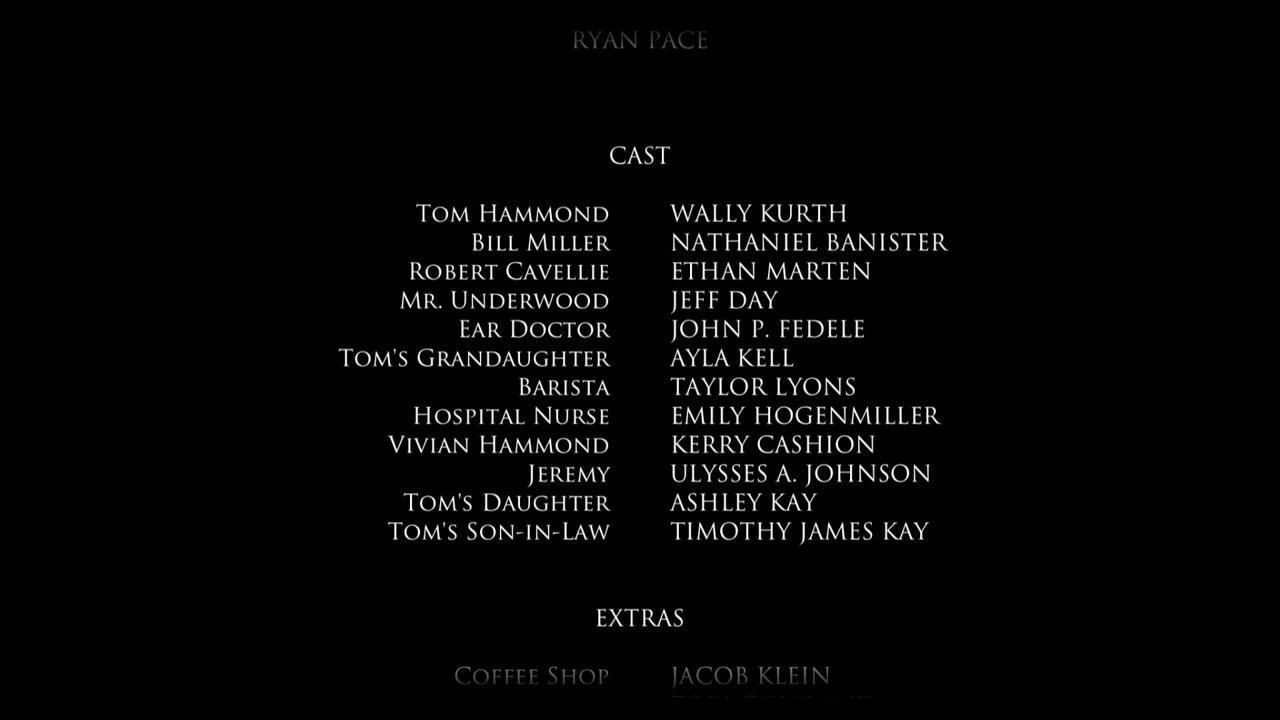 RYAN PACE
CAST
TOM HAMMOND WALLY KURTH
BILL MILLER NATHANIEL BANISTER
ROBERT CAVELLIE ETHAN MARTEN
MR. UNDERWOOD JEFF DAY
EAR DOCTOR JOHN P. FEDELE
TOM'S GRANDAUGHTER AYLA KELL
BARISTA TAYLOR LYONS
HOSPITAL NURSE EMILY HOGENMILLER
VIVIAN HAMMOND KERRY CASHION
JEREMY ULYSSES A. JOHNSON
TOM'S DAUGHTER ASHLEY KAY
TOM'S SON-IN-LAW TIMOTHY JAMES KAY
EXTRAS
COFFEE SHOP JACOB KLEIN